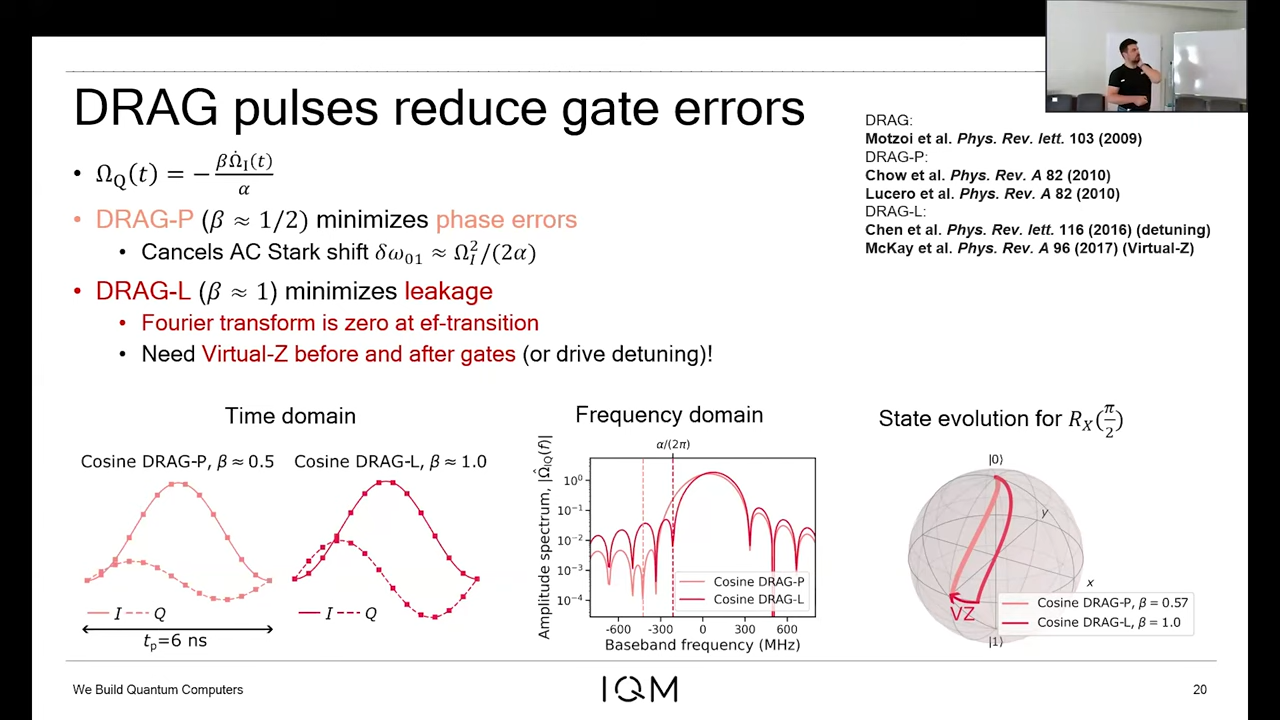 DRAG pulses reduce gate errors
DRAG:
Motzoi et al. Phys. Rev. lett. 103 (2009)
DRAG-P:
Chow et al. Phys. Rev. A 82 (2010)
Lucero et al. Phys. Rev. A 82 (2010)
DRAG-L:
Chen et al. Phys. Rev. lett. 116 (2016) (detuning)
McKay et al. Phys. Rev. A 96 (2017) (Virtual-Z)
• Ω_Q(t) = − βΩ̇_I(t)/α
• DRAG-P (β ≈ 1/2) minimizes phase errors
• Cancels AC Stark shift δω₀₁ ≈ Ω_I²/(2α)
• DRAG-L (β ≈ 1) minimizes leakage
• Fourier transform is zero at ef-transition
• Need Virtual-Z before and after gates (or drive detuning)!
Time domain
Cosine DRAG-P, β ≈ 0.5
Cosine DRAG-L, β ≈ 1.0
I Q
I Q
t_p=6 ns
Frequency domain
α/(2π)
Amplitude spectrum, |Ω̂_IQ(f)|
10⁰
10⁻¹
10⁻²
10⁻³
10⁻⁴
Cosine DRAG-P
Cosine DRAG-L
-600 -300 0 300 600
Baseband frequency (MHz)
State evolution for R_X(π/2)
|0⟩
y
x
VZ
Cosine DRAG-P, β = 0.57
Cosine DRAG-L, β = 1.0
|1⟩
We Build Quantum Computers
IQM
20